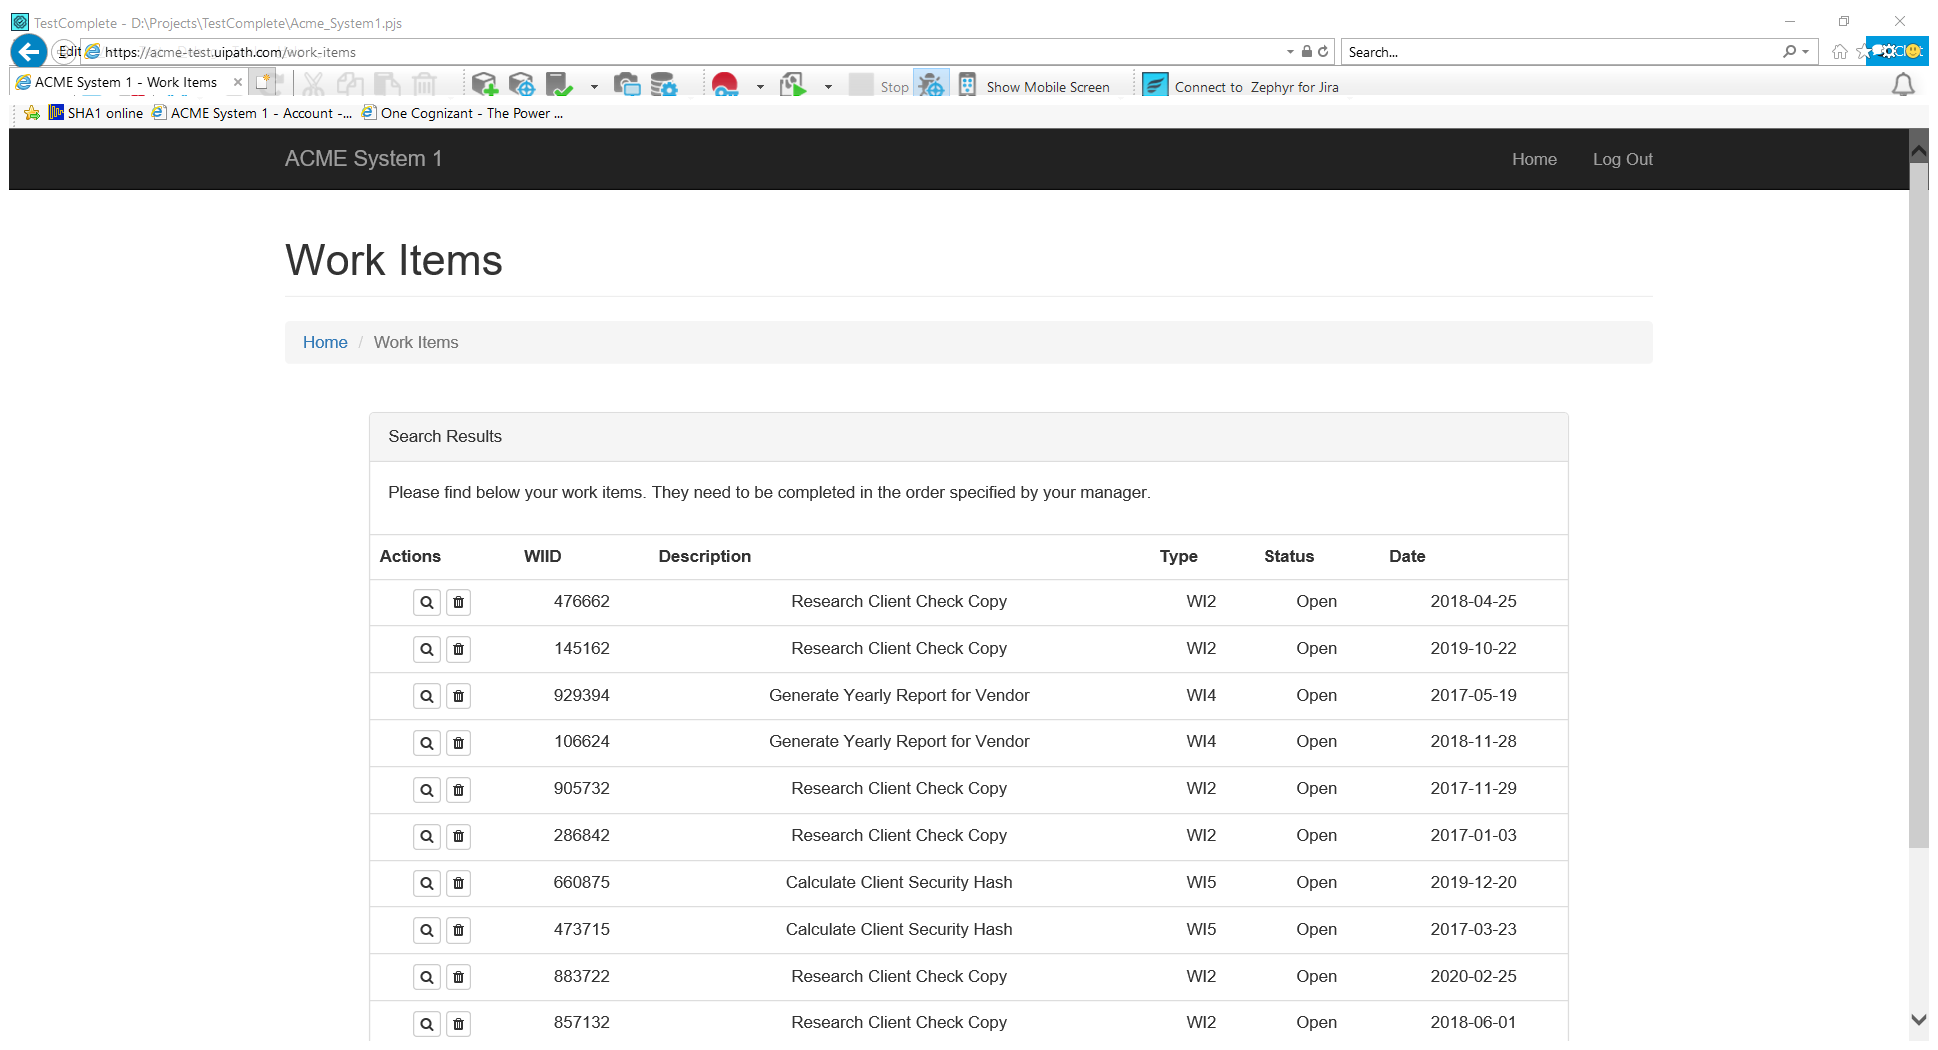 TestComplete - D:\Projects\TestComplete\Acme_System1.pjs
Edit https://acme-test.uipath.com/work-items Search...
ACME System 1 - Work Items Stop Show Mobile Screen Connect to Zephyr for Jira
SHA1 online ACME System 1 - Account -... One Cognizant - The Power ...
ACME System 1 Home Log Out
Work Items
Home / Work Items
Search Results
Please find below your work items. They need to be completed in the order specified by your manager.
Actions WIID Description Type Status Date
476662 Research Client Check Copy WI2 Open 2018-04-25
145162 Research Client Check Copy WI2 Open 2019-10-22
929394 Generate Yearly Report for Vendor WI4 Open 2017-05-19
106624 Generate Yearly Report for Vendor WI4 Open 2018-11-28
905732 Research Client Check Copy WI2 Open 2017-11-29
286842 Research Client Check Copy WI2 Open 2017-01-03
660875 Calculate Client Security Hash WI5 Open 2019-12-20
473715 Calculate Client Security Hash WI5 Open 2017-03-23
883722 Research Client Check Copy WI2 Open 2020-02-25
857132 Research Client Check Copy WI2 Open 2018-06-01